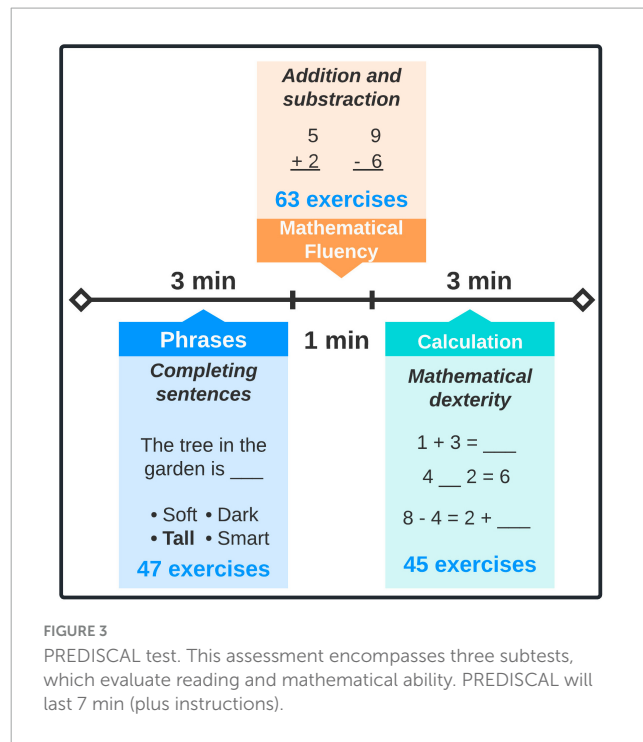 Addition and
substraction
5 9
+ 2 - 6
63 exercises
Mathematical
Fluency
3 min
3 min
1 min
Phrases
Completing
sentences
The tree in the
garden is ___
• Soft • Dark
• Tall • Smart
47 exercises
Calculation
Mathematical
dexterity
1 + 3 = ___
4 __ 2 = 6
8 - 4 = 2 + ___
45 exercises
FIGURE 3
PREDISCAL test. This assessment encompasses three subtests,
which evaluate reading and mathematical ability. PREDISCAL will
last 7 min (plus instructions).